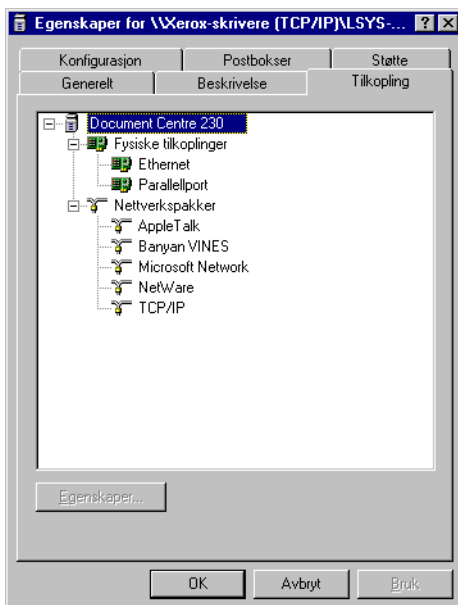 Egenskaper for \\Xerox-skrivere (TCP/IP)\LSYS-...
Konfigurasjon Postbokser Støtte
Generelt Beskrivelse Tilkopling
Document Centre 230
Fysiske tilkoplinger
Ethernet
Parallellport
Nettverkspakker
AppleTalk
Banyan VINES
Microsoft Network
NetWare
TCP/IP
Egenskaper...
OK Avbryt Bruk